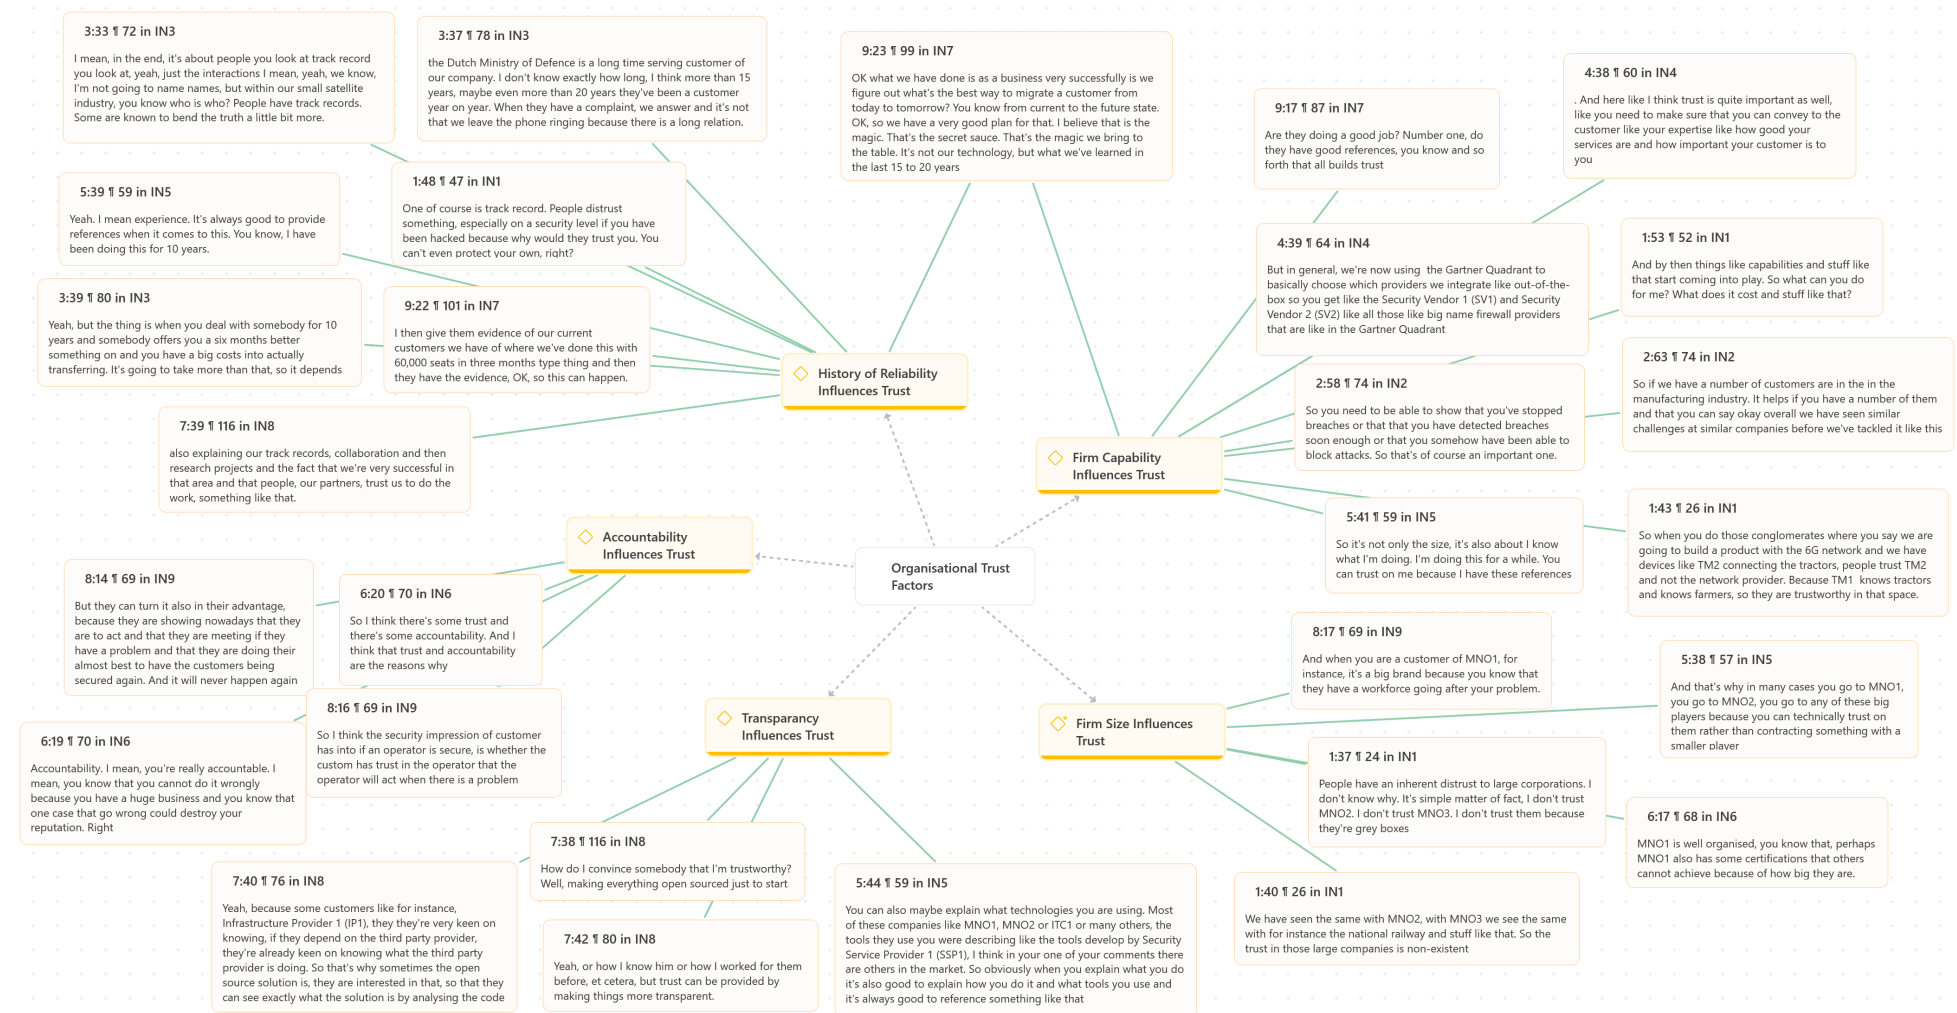 3:33 ¶ 72 in IN3
I mean, in the end, it's about people you look at track record
you look at, yeah, just the interactions I mean, yeah, we know,
I'm not going to name names, but within our small satellite
industry, you know who is who? People have track records.
Some are known to bend the truth a little bit more.
3:37 ¶ 78 in IN3
the Dutch Ministry of Defence is a long time serving customer of
our company. I don't know exactly how long, I think more than 15
years, maybe even more than 20 years they've been a customer
year on year. When they have a complaint, we answer and it's not
that we leave the phone ringing because there is a long relation.
9:23 ¶ 99 in IN7
OK what we have done is as a business very successfully is we
figure out what's the best way to migrate a customer from
today to tomorrow? You know from current to the future state.
OK, so we have a very good plan for that. I believe that is the
magic. That's the secret sauce. That's the magic we bring to
the table. It's not our technology, but what we've learned in
the last 15 to 20 years
9:17 ¶ 87 in IN7
Are they doing a good job? Number one, do
they have good references, you know and so
forth that all builds trust
4:38 ¶ 60 in IN4
. And here like I think trust is quite important as well,
like you need to make sure that you can convey to the
customer like your expertise like how good your
services are and how important your customer is to
you
5:39 ¶ 59 in IN5
Yeah. I mean experience. It's always good to provide
references when it comes to this. You know, I have
been doing this for 10 years.
1:48 ¶ 47 in IN1
One of course is track record. People distrust
something, especially on a security level if you have
been hacked because why would they trust you. You
can't even protect your own, right?
4:39 ¶ 64 in IN4
But in general, we're now using  the Gartner Quadrant to
basically choose which providers we integrate like out-of-the-
box so you get like the Security Vendor 1 (SV1) and Security
Vendor 2 (SV2) like all those like big name firewall providers
that are like in the Gartner Quadrant
1:53 ¶ 52 in IN1
And by then things like capabilities and stuff like
that start coming into play. So what can you do
for me? What does it cost and stuff like that?
3:39 ¶ 80 in IN3
Yeah, but the thing is when you deal with somebody for 10
years and somebody offers you a six months better
something on and you have a big costs into actually
transferring. It's going to take more than that, so it depends
9:22 ¶ 101 in IN7
I then give them evidence of our current
customers we have of where we've done this with
60,000 seats in three months type thing and then
they have the evidence, OK, so this can happen.
History of Reliability
Influences Trust
2:58 ¶ 74 in IN2
So you need to be able to show that you've stopped
breaches or that that you have detected breaches
soon enough or that you somehow have been able to
block attacks. So that's of course an important one.
2:63 ¶ 74 in IN2
So if we have a number of customers are in the in the
manufacturing industry. It helps if you have a number of them
and that you can say okay overall we have seen similar
challenges at similar companies before we've tackled it like this
7:39 ¶ 116 in IN8
also explaining our track records, collaboration and then
research projects and the fact that we're very successful in
that area and that people, our partners, trust us to do the
work, something like that.
Firm Capability
Influences Trust
5:41 ¶ 59 in IN5
So it's not only the size, it's also about I know
what I'm doing. I'm doing this for a while. You
can trust on me because I have these references
1:43 ¶ 26 in IN1
So when you do those conglomerates where you say we are
going to build a product with the 6G network and we have
devices like TM2 connecting the tractors, people trust TM2
and not the network provider. Because TM1  knows tractors
and knows farmers, so they are trustworthy in that space.
Accountability
Influences Trust
Organisational Trust
Factors
8:14 ¶ 69 in IN9
But they can turn it also in their advantage,
because they are showing nowadays that they
are to act and that they are meeting if they
have a problem and that they are doing their
almost best to have the customers being
secured again. And it will never happen again
6:20 ¶ 70 in IN6
So I think there's some trust and
there's some accountability. And I
think that trust and accountability
are the reasons why
8:17 ¶ 69 in IN9
And when you are a customer of MNO1, for
instance, it's a big brand because you know that
they have a workforce going after your problem.
5:38 ¶ 57 in IN5
And that's why in many cases you go to MNO1,
you go to MNO2, you go to any of these big
players because you can technically trust on
them rather than contracting something with a
smaller player
8:16 ¶ 69 in IN9
So I think the security impression of customer
has into if an operator is secure, is whether the
custom has trust in the operator that the
operator will act when there is a problem
Transparancy
Influences Trust
Firm Size Influences
Trust
6:19 ¶ 70 in IN6
Accountability. I mean, you're really accountable. I
mean, you know that you cannot do it wrongly
because you have a huge business and you know that
one case that go wrong could destroy your
reputation. Right
1:37 ¶ 24 in IN1
People have an inherent distrust to large corporations. I
don't know why. It's simple matter of fact, I don't trust
MNO2. I don't trust MNO3. I don't trust them because
they're grey boxes
6:17 ¶ 68 in IN6
MNO1 is well organised, you know that, perhaps
MNO1 also has some certifications that others
cannot achieve because of how big they are.
7:38 ¶ 116 in IN8
How do I convince somebody that I'm trustworthy?
Well, making everything open sourced just to start
7:40 ¶ 76 in IN8
Yeah, because some customers like for instance,
Infrastructure Provider 1 (IP1), they they're very keen on
knowing, if they depend on the third party provider,
they're already keen on knowing what the third party
provider is doing. So that's why sometimes the open
source solution is, they are interested in that, so that they
can see exactly what the solution is by analysing the code
7:42 ¶ 80 in IN8
Yeah, or how I know him or how I worked for them
before, et cetera, but trust can be provided by
making things more transparent.
5:44 ¶ 59 in IN5
You can also maybe explain what technologies you are using. Most
of these companies like MNO1, MNO2 or ITC1 or many others, the
tools they use you were describing like the tools develop by Security
Service Provider 1 (SSP1), I think in your one of your comments there
are others in the market. So obviously when you explain what you do
it's also good to explain how you do it and what tools you use and
it's always good to reference something like that
1:40 ¶ 26 in IN1
We have seen the same with MNO2, with MNO3 we see the same
with for instance the national railway and stuff like that. So the
trust in those large companies is non-existent